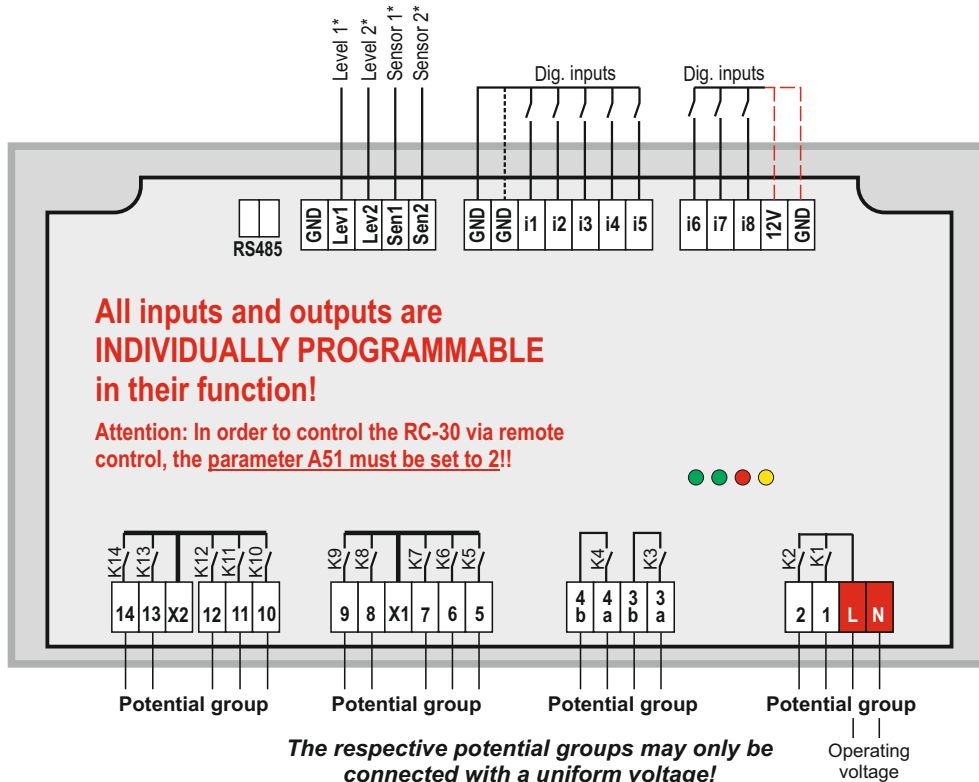 Level 1*
Level 2*
Sensor 1*
Sensor 2*
Dig. inputs
Dig. inputs
RS485
GND Lev1 Lev2 Sen1 Sen2
GND GND i1 i2 i3 i4 i5
i6 i7 i8 12V GND
All inputs and outputs are
INDIVIDUALLY PROGRAMMABLE
in their function!
Attention: In order to control the RC-30 via remote
control, the parameter A51 must be set to 2!!
K14 K13 K12 K11 K10
K9 K8 K7 K6 K5
K4 K3
K2 K1
14 13 X2 12 11 10
9 8 X1 7 6 5
4b 4a 3b 3a
2 1 L N
Potential group
Potential group
Potential group
Potential group
The respective potential groups may only be
connected with a uniform voltage!
Operating
voltage